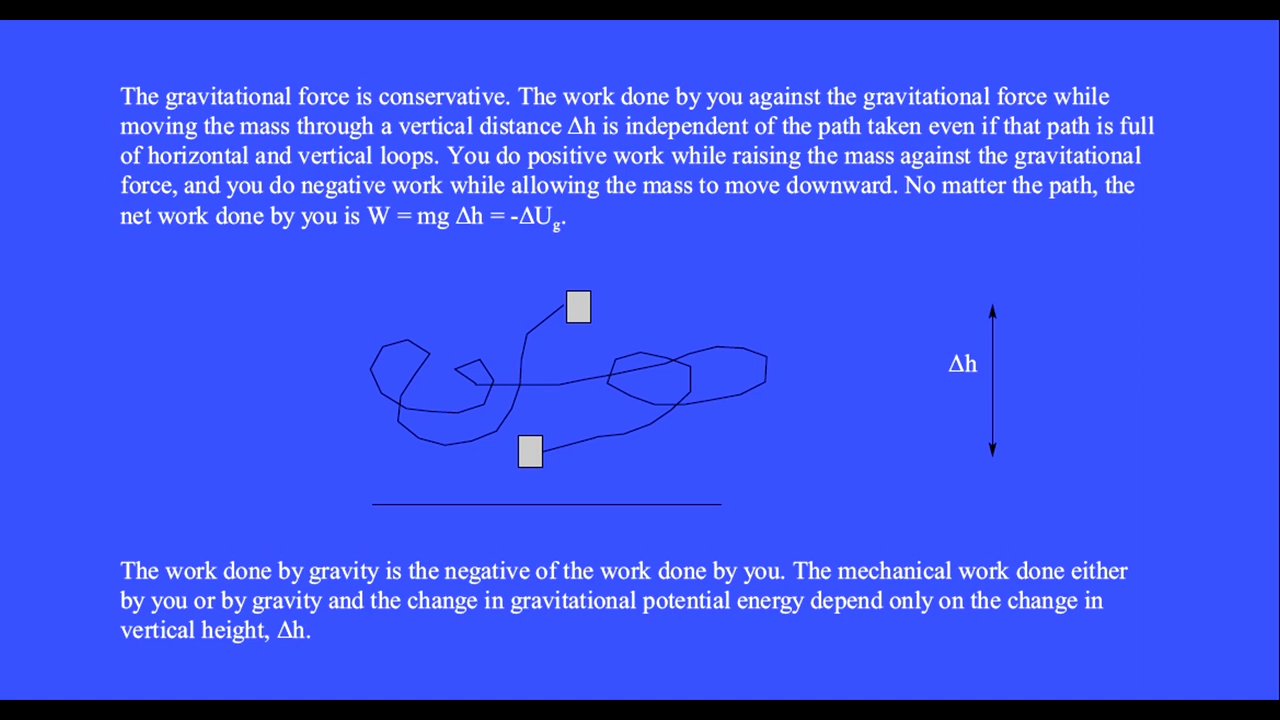 The gravitational force is conservative. The work done by you against the gravitational force while
moving the mass through a vertical distance Δh is independent of the path taken even if that path is full
of horizontal and vertical loops. You do positive work while raising the mass against the gravitational
force, and you do negative work while allowing the mass to move downward. No matter the path, the
net work done by you is W = mg Δh = -ΔUg.
Δh
The work done by gravity is the negative of the work done by you. The mechanical work done either
by you or by gravity and the change in gravitational potential energy depend only on the change in
vertical height, Δh.